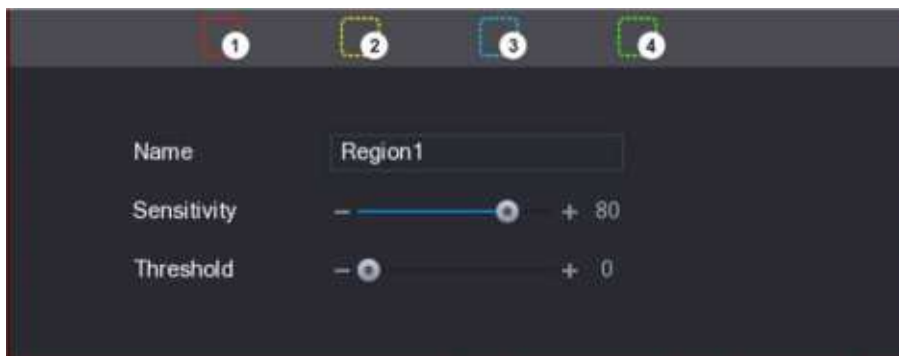 1 2 3 4
Name Region1
Sensitivity − + 80
Threshold − + 0